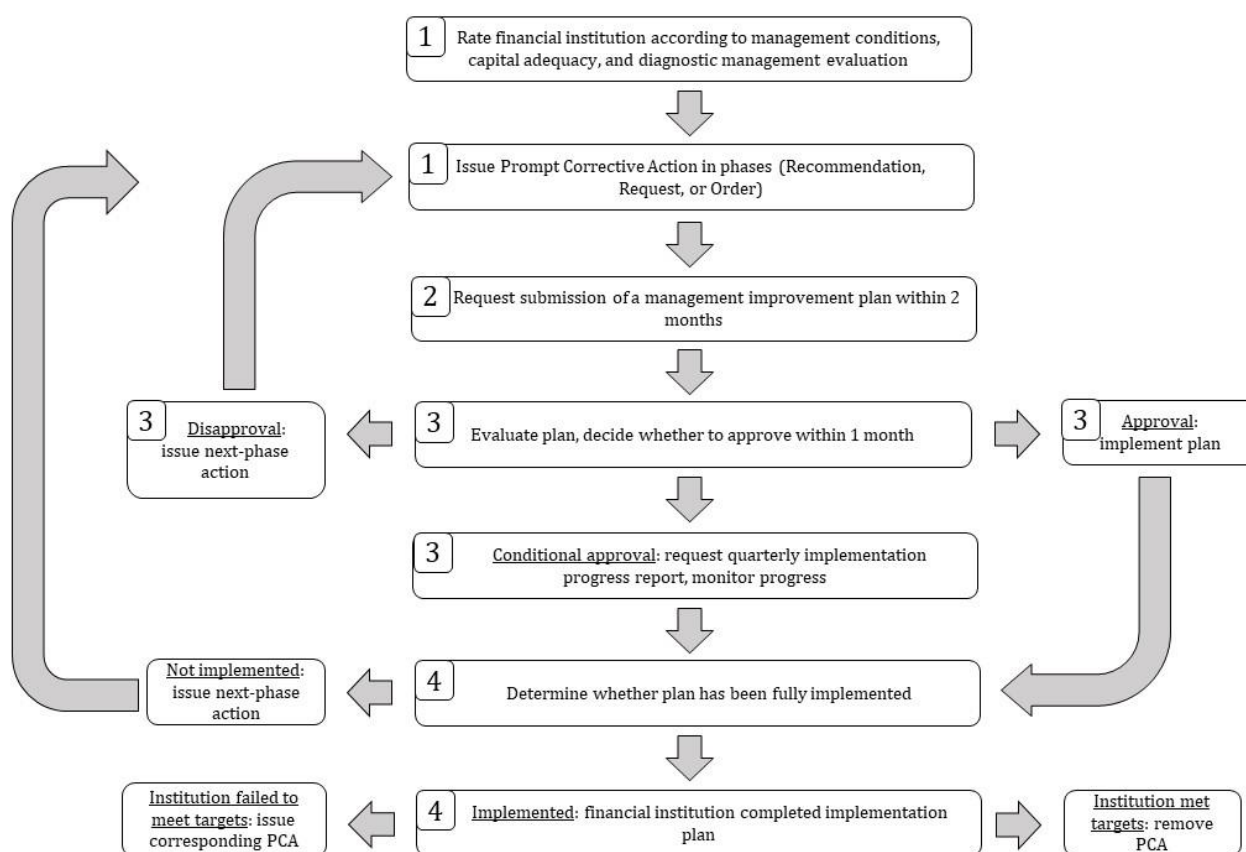 1
Rate financial institution according to management conditions,
capital adequacy, and diagnostic management evaluation
1
Issue Prompt Corrective Action in phases (Recommendation,
Request, or Order)
2
Request submission of a management improvement plan within 2
months
3
Disapproval:
issue next-phase
action
3
Evaluate plan, decide whether to approve within 1 month
3
Approval:
implement plan
3
Conditional approval: request quarterly implementation
progress report, monitor progress
Not implemented:
issue next-phase
action
4
Determine whether plan has been fully implemented
Institution failed to
meet targets: issue
corresponding PCA
4
Implemented: financial institution completed implementation
plan
Institution met
targets: remove
PCA